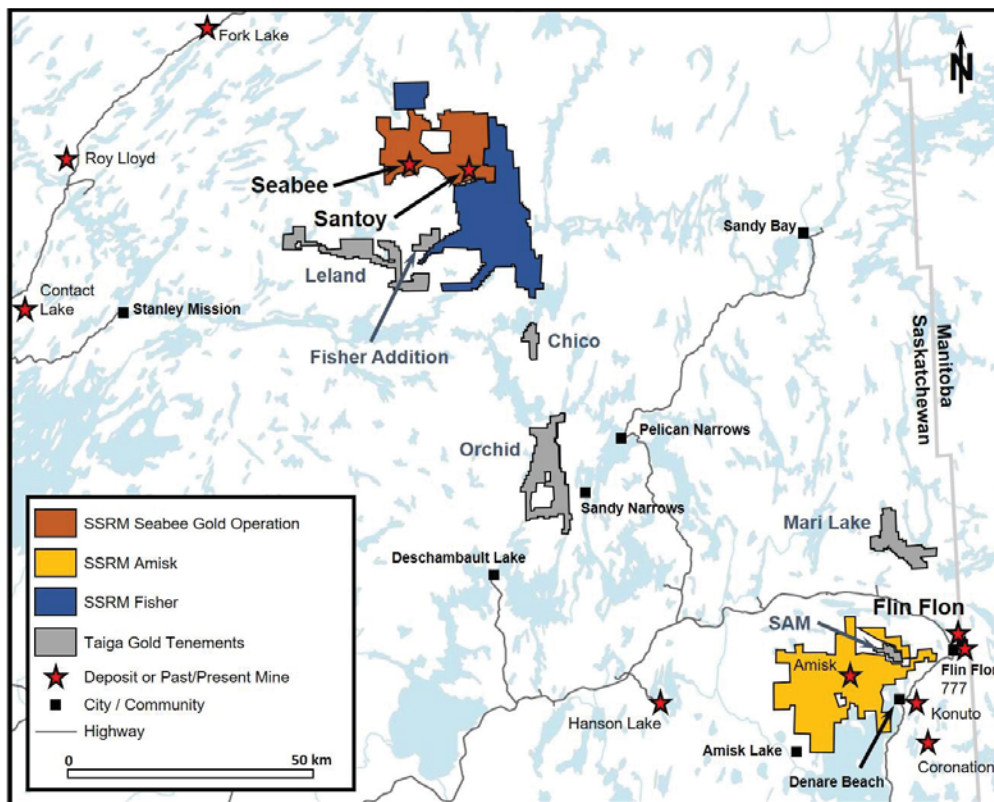 Fork Lake
N
Roy Lloyd
Seabee
Santoy
Sandy Bay
Leland
Contact
Lake
Stanley Mission
Fisher Addition
Chico
Manitoba
Saskatchewan
Orchid
Pelican Narrows
Sandy Narrows
Mari Lake
Deschambault Lake
Flin Flon
SAM
Amisk
Flin Flon
777
Hanson Lake
Konuto
Amisk Lake
Coronation
Denare Beach
SSRM Seabee Gold Operation
SSRM Amisk
SSRM Fisher
Taiga Gold Tenements
Deposit or Past/Present Mine
City / Community
Highway
0 50 km